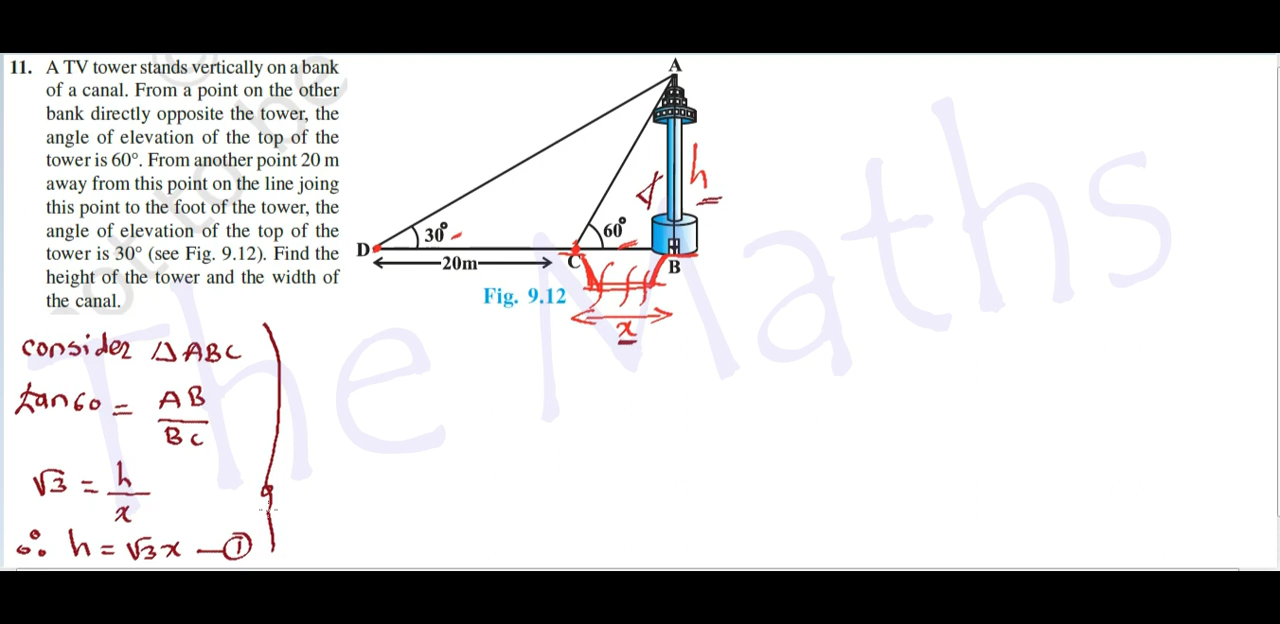 11. A TV tower stands vertically on a bank
of a canal. From a point on the other
bank directly opposite the tower, the
angle of elevation of the top of the
tower is 60°. From another point 20 m
away from this point on the line joing
this point to the foot of the tower, the
angle of elevation of the top of the
tower is 30° (see Fig. 9.12). Find the
height of the tower and the width of
the canal.
A
h
30°
60°
D
20m
C
B
Fig. 9.12
x
consider △ABC
tan60 = AB/BC
√3 = h/x
∴ h = √3x —①
The Maths
not to be